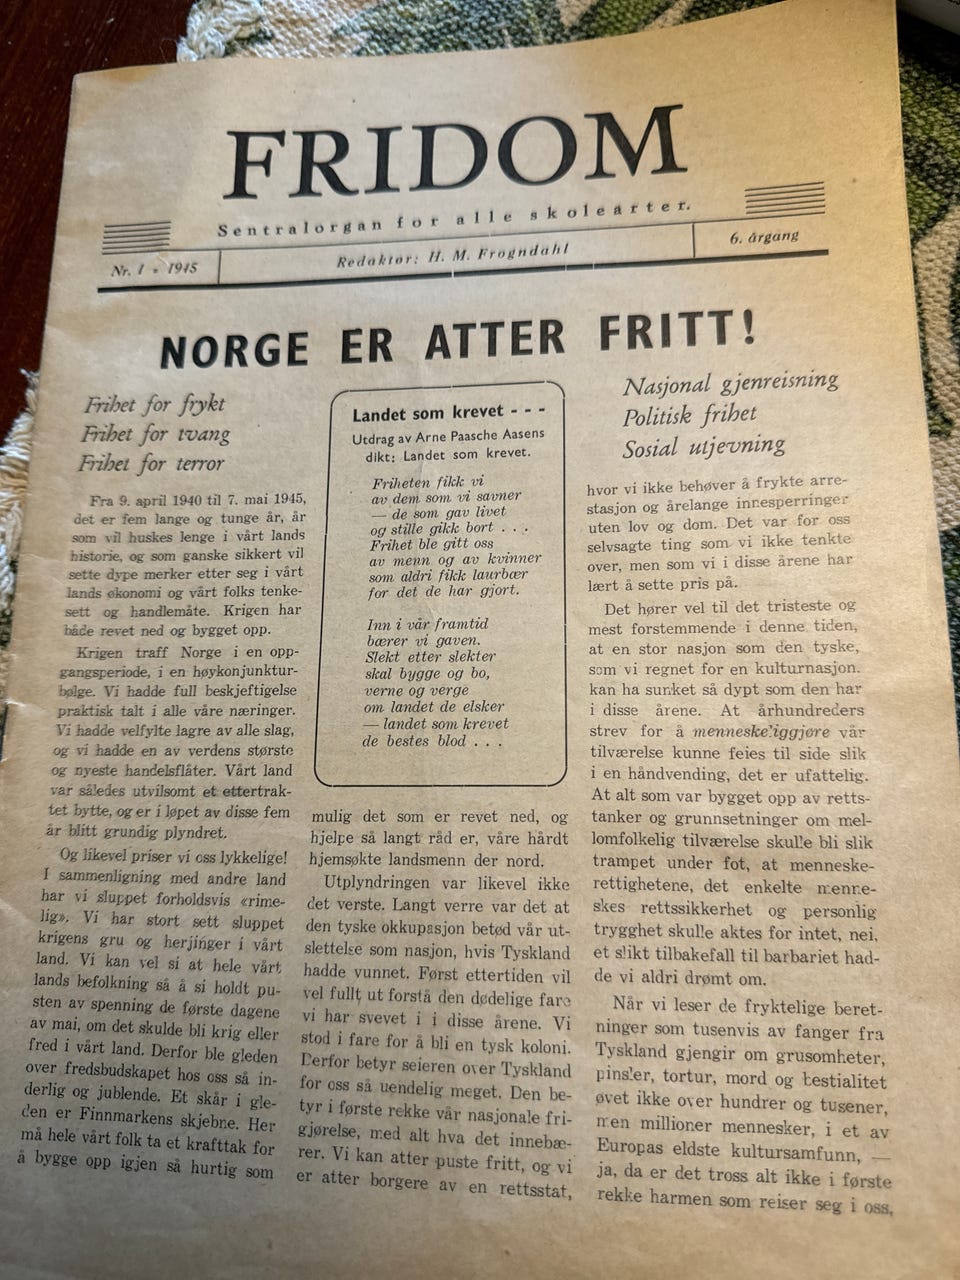 FRIDOM
Sentralorgan for alle skolearter.
Nr. 1 • 1945
Redaktør: H. M. Frogndahl
6. årgang
NORGE ER ATTER FRITT!
Frihet for frykt
Frihet for tvang
Frihet for terror
Fra 9. april 1940 til 7. mai 1945,
det er fem lange og tunge år, år
som vil huskes lenge i vårt lands
historie, og som ganske sikkert vil
sette dype merker etter seg i vårt
lands økonomi og vårt folks tenke-
sett og handlemåte. Krigen har
både revet ned og bygget opp.
Krigen traff Norge i en opp-
gangsperiode, i en høykonjunktur-
bølge. Vi hadde full beskjeftigelse
praktisk talt i alle våre næringer.
Vi hadde velfylte lagre av alle slag,
og vi hadde en av verdens største
og nyeste handelsflåter. Vårt land
var således utvilsomt et ettertrak-
tet bytte, og er i løpet av disse fem
år blitt grundig plyndret.
Og likevel priser vi oss lykkelige!
I sammenligning med andre land
har vi sluppet forholdsvis «rime-
lig». Vi har stort sett sluppet
krigens gru og herjinger i vårt
land. Vi kan vel si at hele vårt
lands befolkning så å si holdt pu-
sten av spenning de første dagene
av mai, om det skulde bli krig eller
fred i vårt land. Derfor ble gleden
over fredsbudskapet hos oss så in-
derlig og jublende. Et skår i gle-
den er Finnmarkens skjebne. Her
må hele vårt folk ta et krafttak for
å bygge opp igjen så hurtig som
Landet som krevet - - -
Utdrag av Arne Paasche Aasens
dikt: Landet som krevet.
Friheten fikk vi
av dem som vi savner
— de som gav livet
og stille gikk bort . . .
Frihet ble gitt oss
av menn og av kvinner
som aldri fikk laurbær
for det de har gjort.
Inn i vår framtid
bærer vi gaven.
Slekt etter slekter
skal bygge og bo,
verne og verge
om landet de elsker
— landset som krevet
de bestes blod . . .
mulig det som er revet ned, og
hjelpe så langt råd er, våre hårdt
hjemsøkte landsmenn der nord.
Utplyndringen var likevel ikke
det verste. Langt verre var det at
den tyske okkupasjon betød vår ut-
slettelse som nasjon, hvis Tyskland
hadde vunnet. Først ettertiden vil
vel fullt ut forstå den dødelige fare
vi har svevet i i disse årene. Vi
stod i fare for å bli en tysk koloni.
Derfor betyr seieren over Tyskland
for oss så uendelig meget. Den be-
tyr i første rekke vår nasjonale fri-
gjørelse, med alt hva det innebæ-
rer. Vi kan atter puste fritt, og vi
er atter borgere av en rettsstat,
Nasjonal gjenreisning
Politisk frihet
Sosial utjevning
hvor vi ikke behøver å frykte arre-
stasjon og årelange innesperringer
uten lov og dom. Det var for oss
selvsagte ting som vi ikke tenkte
over, men som vi i disse årene har
lært å sette pris på.
Det hører vel til det tristeste og
mest forstemmende i denne tiden,
at en stor nasjon som den tyske,
som vi regnet for en kulturnasjon.
kan ha sunket så dypt som den har
i disse årene. At århundreders
strev for å menneskeliggjøre vår
tilværelse kunne feies til side slik
i en håndvending, det er ufattelig.
At alt som var bygget opp av retts-
tanker og grunnsetninger om mel-
lomfolkelig tilværelse skulle bli slik
trampet under fot, at menneske-
rettighetene, det enkelte menne-
skes rettssikkerhet og personlig
trygghet skulle aktes for intet, nei,
et slikt tilbakefall til barbariet had-
de vi aldri drømt om.
Når vi leser de fryktelige beret-
ninger som tusenvis av fanger fra
Tyskland gjengir om grusomheter,
pinsler, tortur, mord og bestialitet
øvet ikke over hundrer og tusener,
men millioner mennesker, i et av
Europas eldste kultursamfunn, —
ja, da er det tross alt ikke i første
rekke harmen som reiser seg i oss,